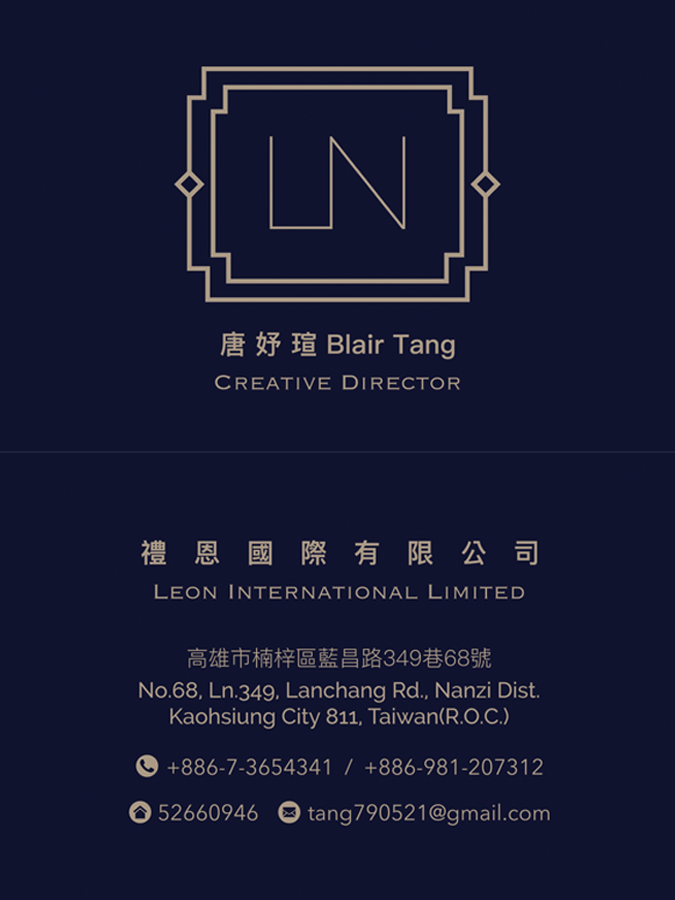 LN
唐妤瑄 Blair Tang
CREATIVE DIRECTOR
禮恩國際有限公司
LEON INTERNATIONAL LIMITED
高雄市楠梓區藍昌路349巷68號
No.68, Ln.349, Lanchang Rd., Nanzi Dist.
Kaohsiung City 811, Taiwan(R.O.C.)
+886-7-3654341 / +886-981-207312
52660946 tang790521@gmail.com